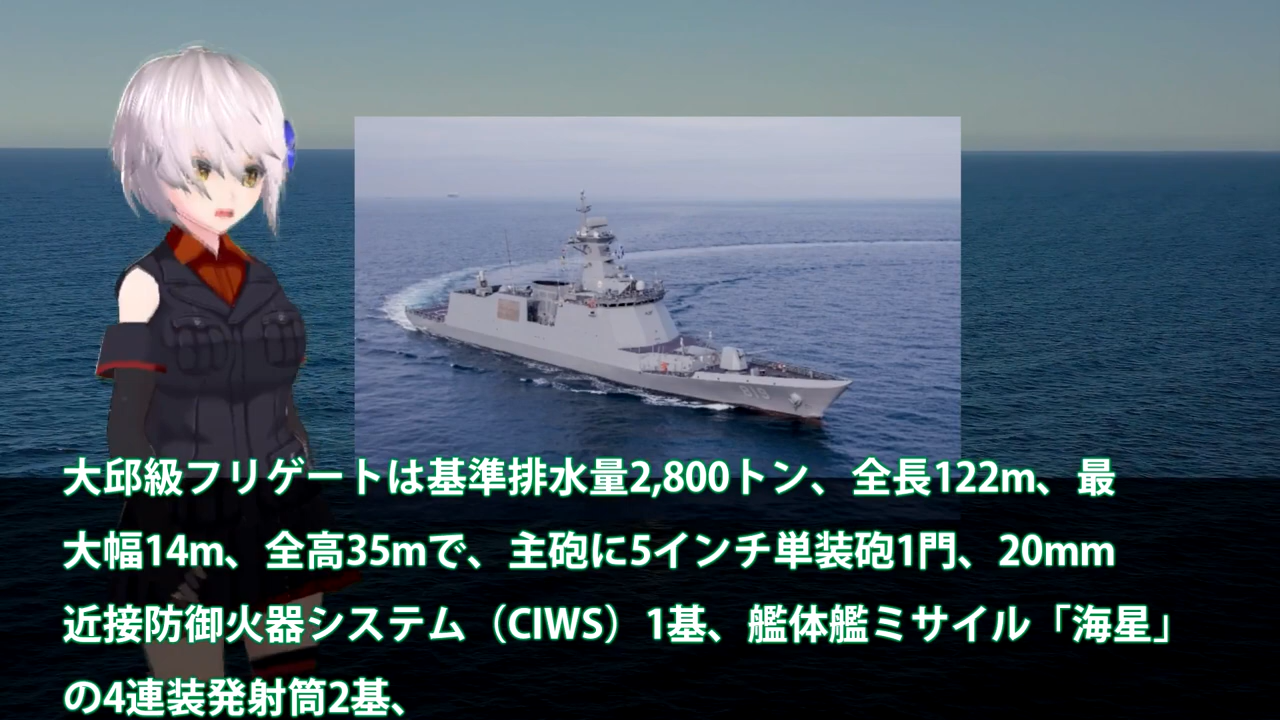 大邱級フリゲートは基準排水量2,800トン、全長122m、最
大幅14m、全高35mで、主砲に5インチ単装砲1門、20mm
近接防御火器システム（CIWS）1基、艦体艦ミサイル「海星」
の4連装発射筒2基、